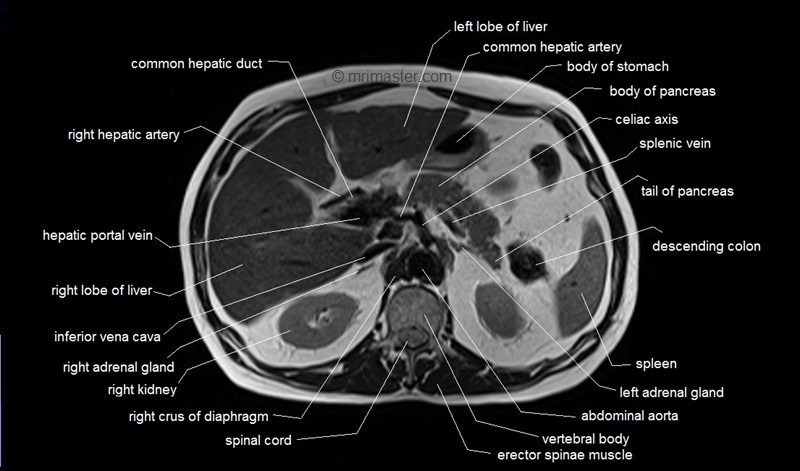 left lobe of liver
common hepatic artery
common hepatic duct
body of stomach
© mrimaster.com
body of pancreas
celiac axis
right hepatic artery
splenic vein
tail of pancreas
hepatic portal vein
descending colon
right lobe of liver
inferior vena cava
right adrenal gland
spleen
right kidney
left adrenal gland
right crus of diaphragm
abdominal aorta
spinal cord
vertebral body
erector spinae muscle